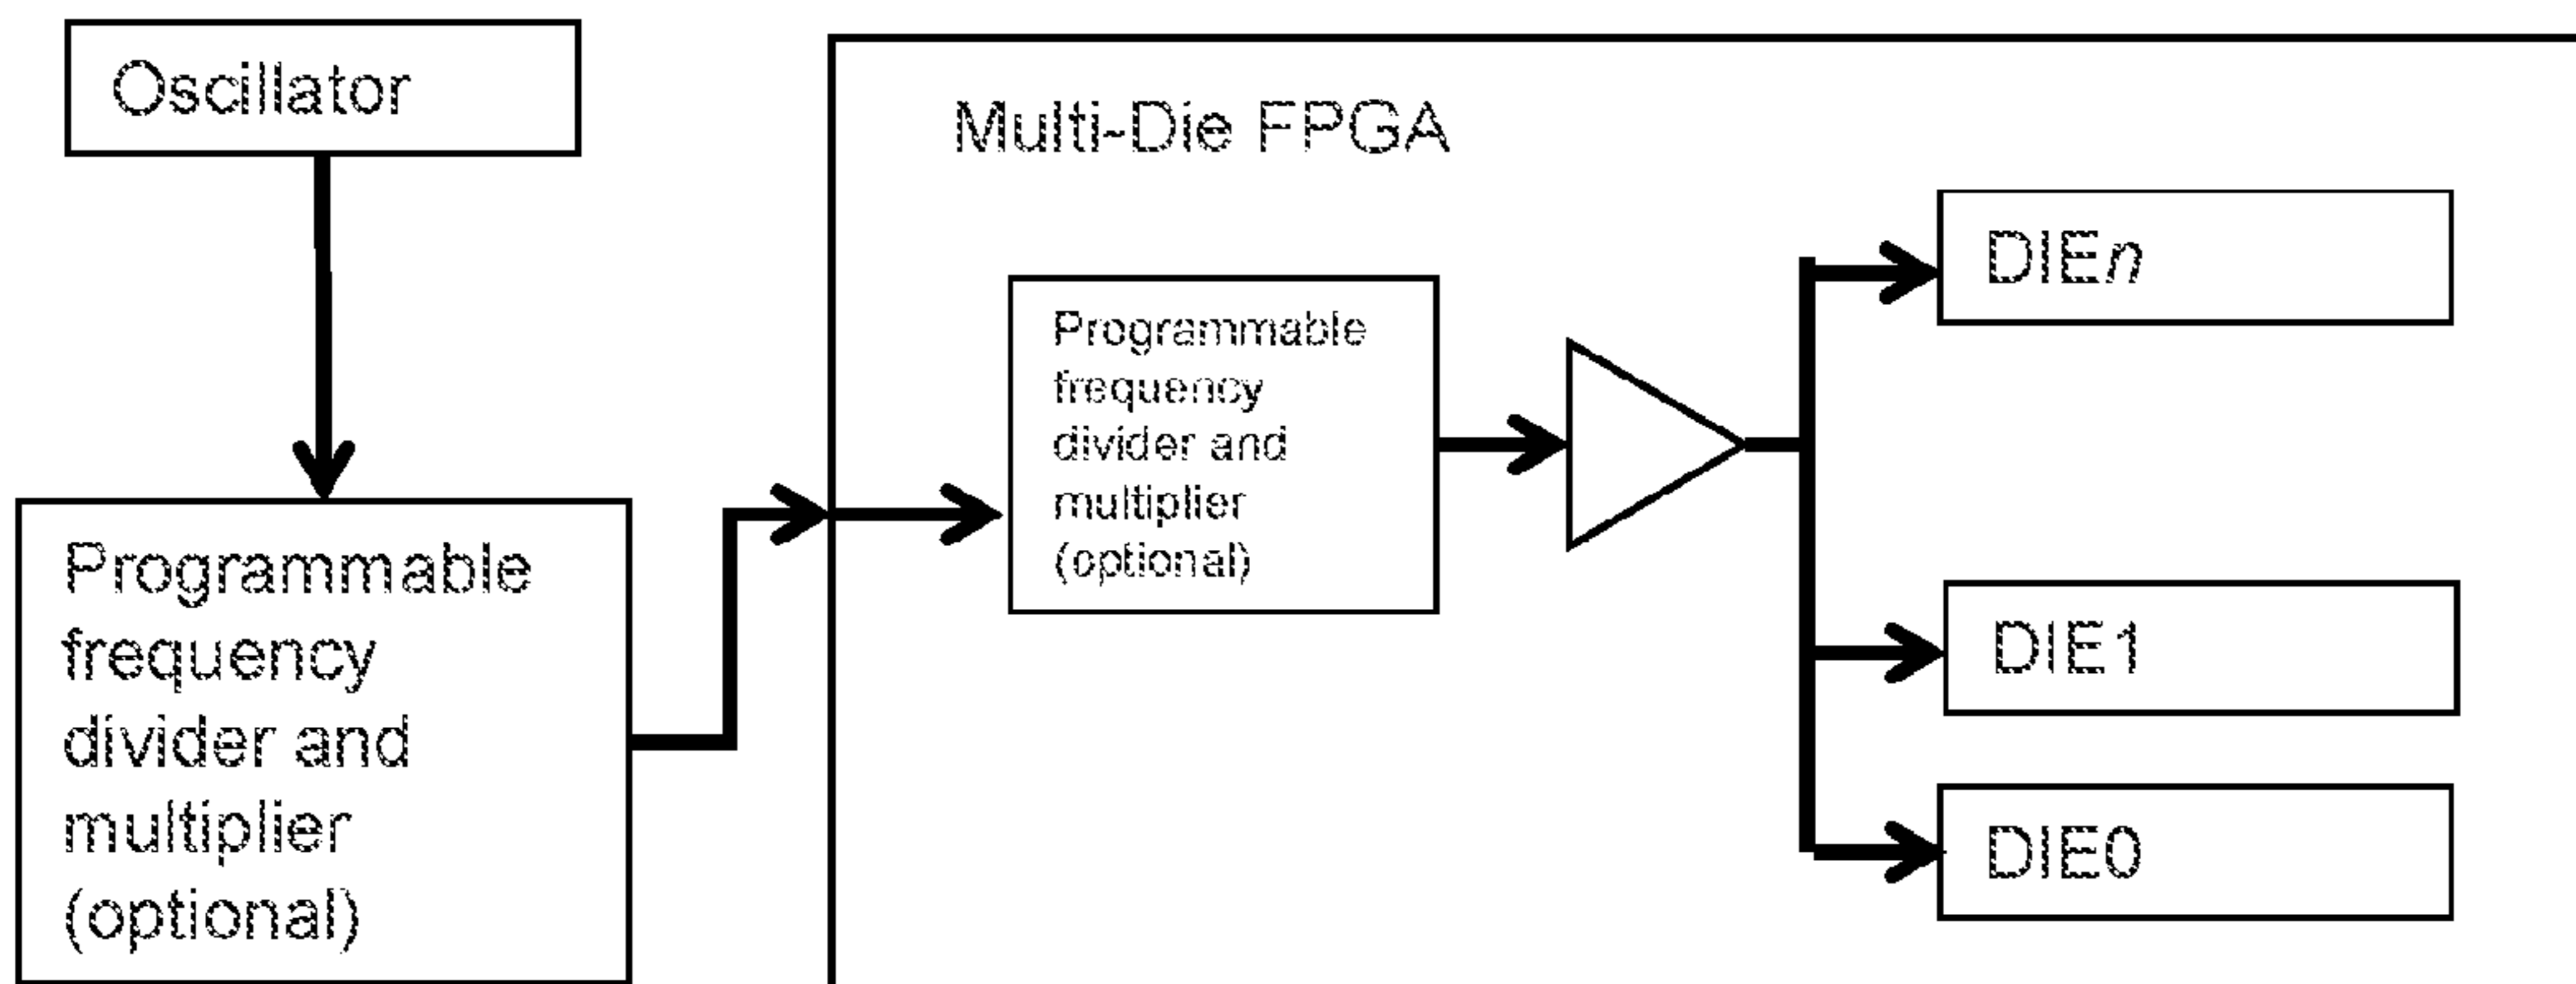 Oscillator
Programmable
frequency
divider and
multiplier
(optional)
Multi-Die FPGA
Programmable
frequency
divider and
multiplier
(optional)
DIEn
DIE1
DIE0